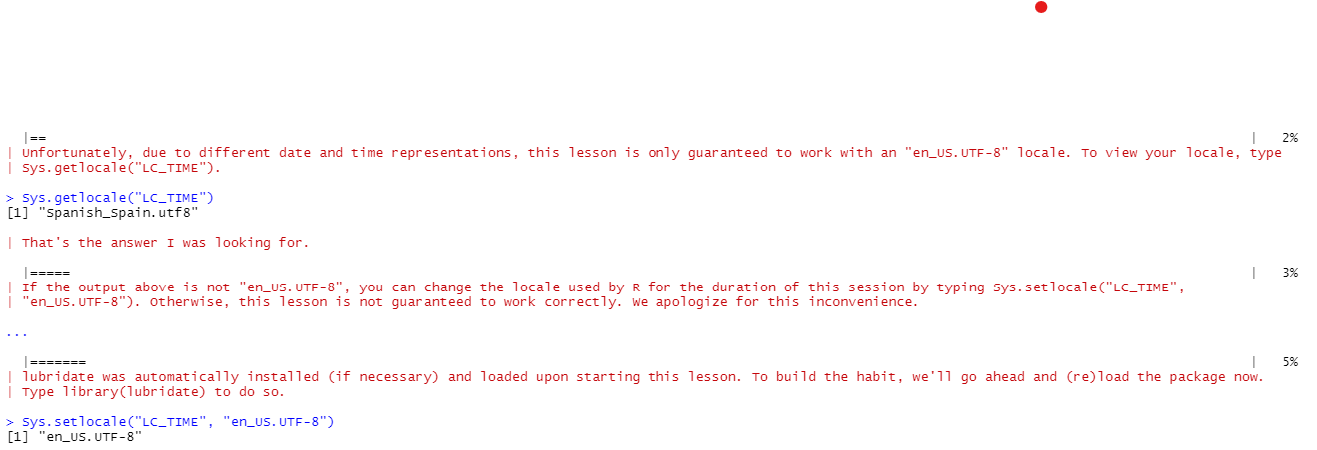 |== | 2%
| Unfortunately, due to different date and time representations, this lesson is only guaranteed to work with an "en_US.UTF-8" locale. To view your locale, type
| Sys.getlocale("LC_TIME").
> Sys.getlocale("LC_TIME")
[1] "Spanish_Spain.utf8"
| That's the answer I was looking for.
|===== | 3%
| If the output above is not "en_US.UTF-8", you can change the locale used by R for the duration of this session by typing Sys.setlocale("LC_TIME",
| "en_US.UTF-8"). Otherwise, this lesson is not guaranteed to work correctly. We apologize for this inconvenience.
...
|======= | 5%
| lubridate was automatically installed (if necessary) and loaded upon starting this lesson. To build the habit, we'll go ahead and (re)load the package now.
| Type library(lubridate) to do so.
> Sys.setlocale("LC_TIME", "en_US.UTF-8")
[1] "en_US.UTF-8"